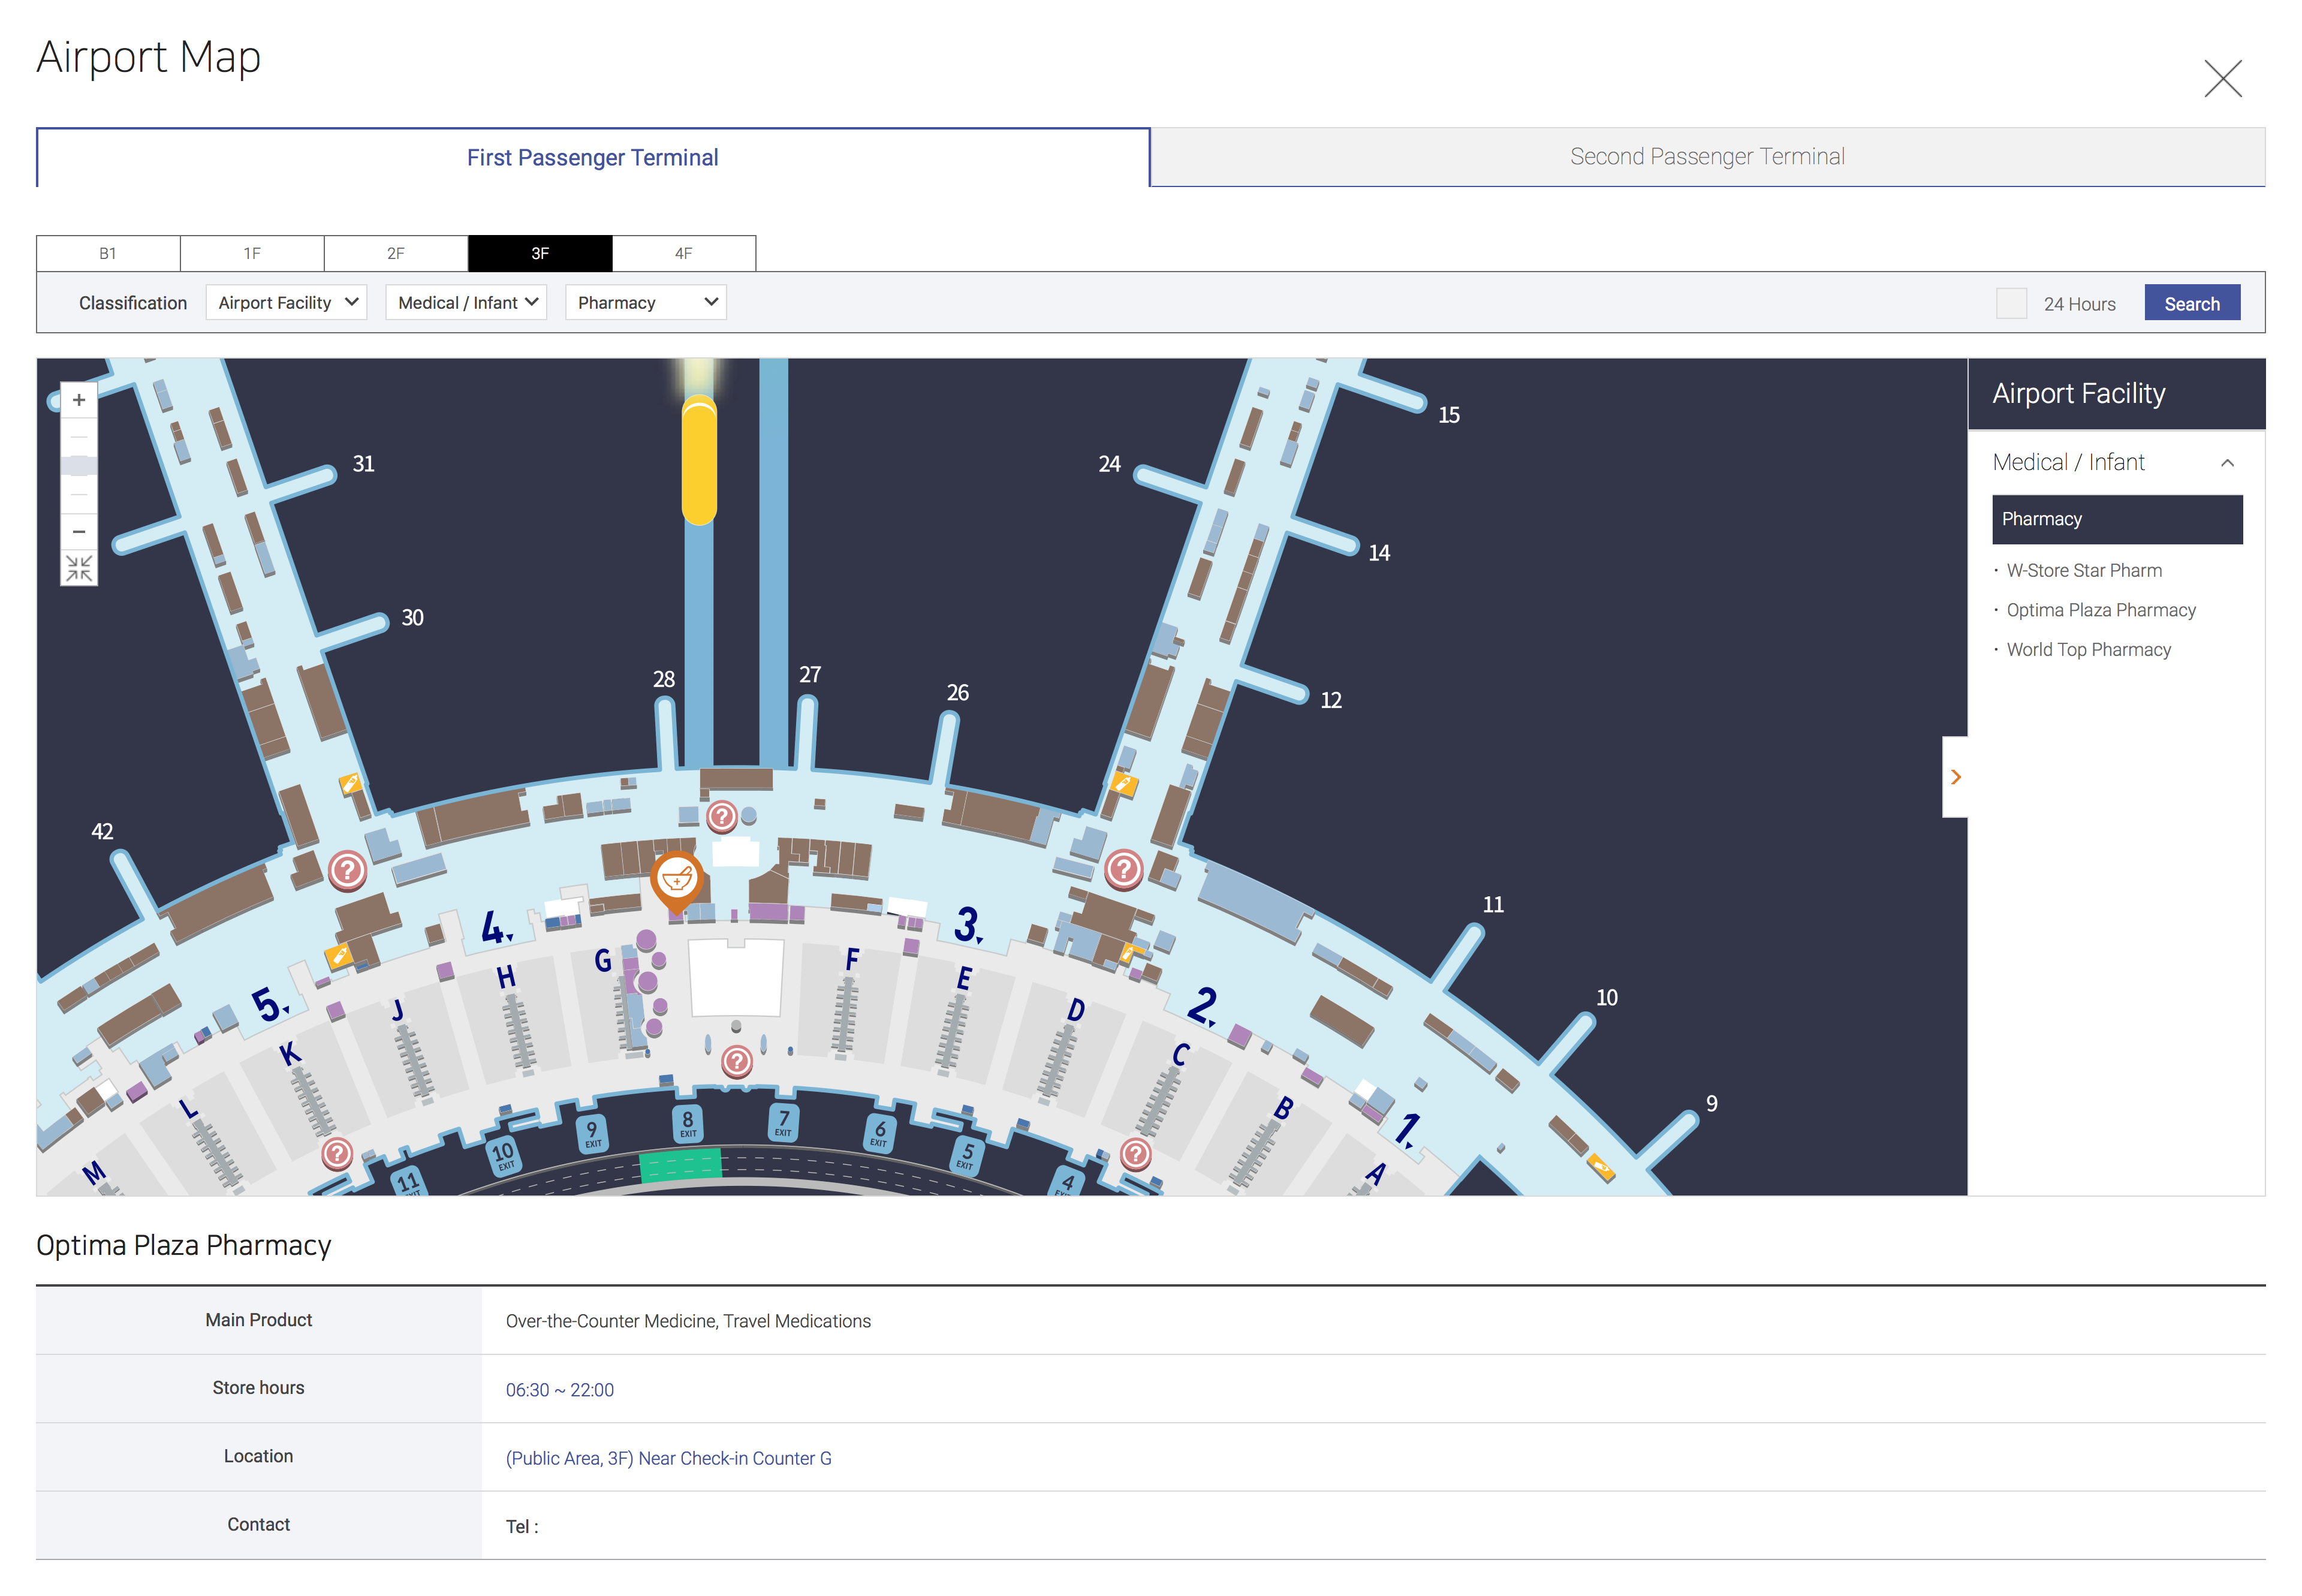 Airport Map
First Passenger Terminal
Second Passenger Terminal
B1
1F
2F
3F
4F
Classification
Airport Facility
Medical / Infant
Pharmacy
24 Hours
Search
+
−
31
30
42
28
27
26
24
15
14
12
11
10
9
5
4
3
2
1
M
L
K
J
H
G
F
E
D
C
B
A
11
10
EXIT
9
EXIT
8
EXIT
7
EXIT
6
EXIT
5
EXIT
4
Airport Facility
Medical / Infant
Pharmacy
· W-Store Star Pharm
· Optima Plaza Pharmacy
· World Top Pharmacy
Optima Plaza Pharmacy
Main Product
Over-the-Counter Medicine, Travel Medications
Store hours
06:30 ~ 22:00
Location
(Public Area, 3F) Near Check-in Counter G
Contact
Tel :